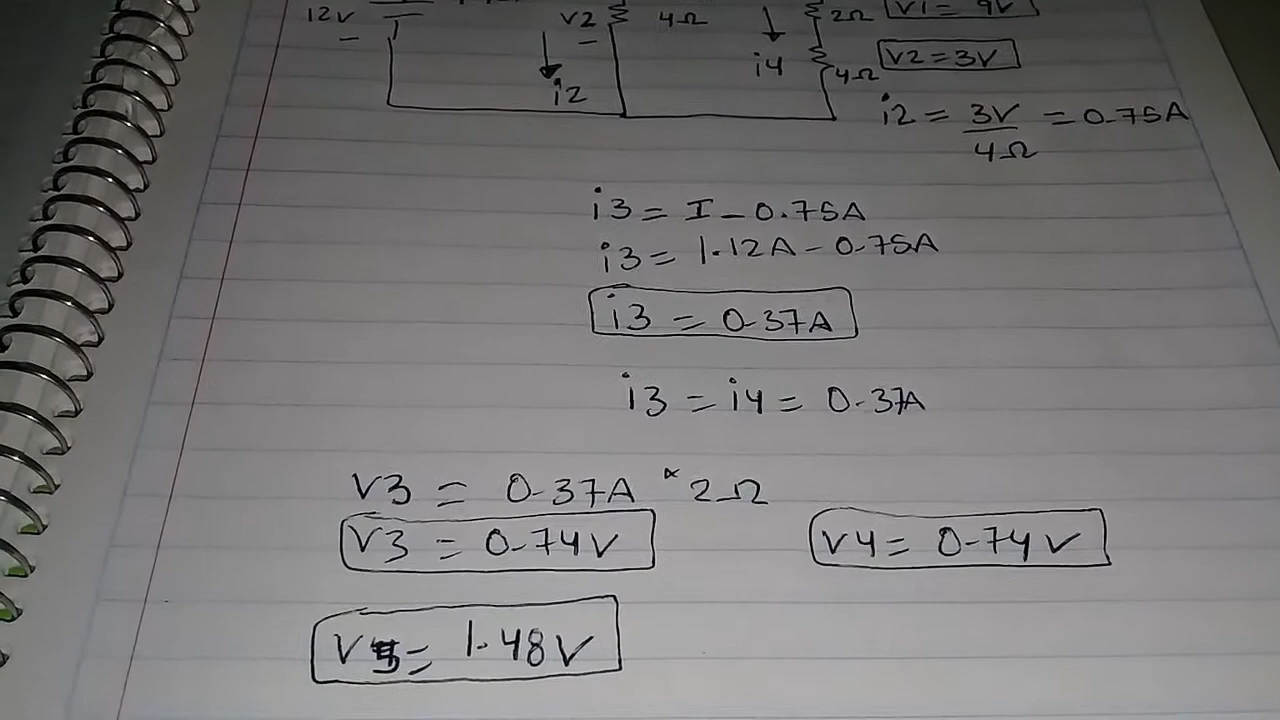 12V
V2 4Ω 2Ω V1 = 9V
i4 4Ω V2 = 3V
i2
i2 = 3V/4Ω = 0.75A
i3 = I - 0.75A
i3 = 1.12A - 0.75A
i3 = 0.37A
i3 = i4 = 0.37A
V3 = 0.37A * 2Ω
V3 = 0.74V V4 = 0.74V
V5 = 1.48V